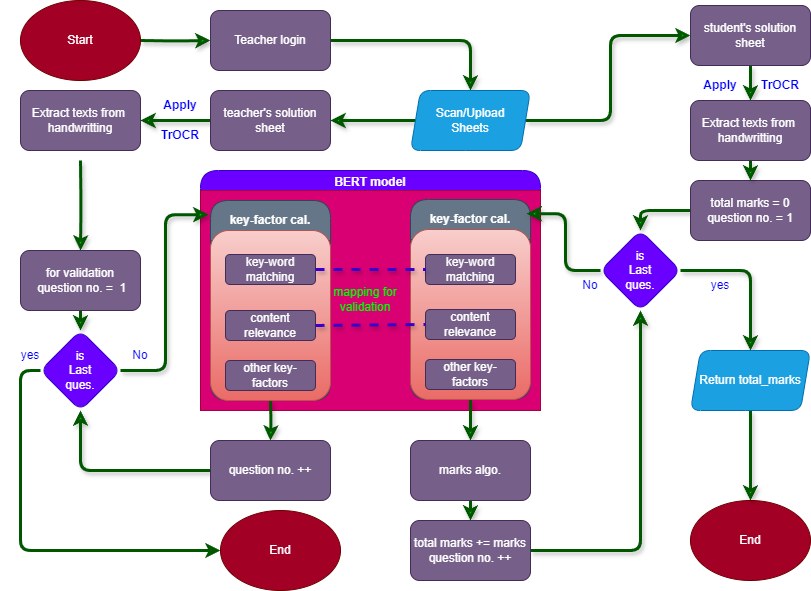 Start
Teacher login
student's solution
sheet
Apply
TrOCR
Scan/Upload
Sheets
teacher's solution
sheet
Apply
TrOCR
Extract texts from
handwritting
Extract texts from
handwritting
total marks = 0
question no. = 1
BERT model
key-factor cal.
key-word
matching
content
relevance
other key-
factors
mapping for
validation
key-factor cal.
key-word
matching
content
relevance
other key-
factors
for validation
question no. = 1
is
Last
ques.
yes
No
is
Last
ques.
No
yes
Return total_marks
question no. ++
marks algo.
total marks += marks
question no. ++
End
End